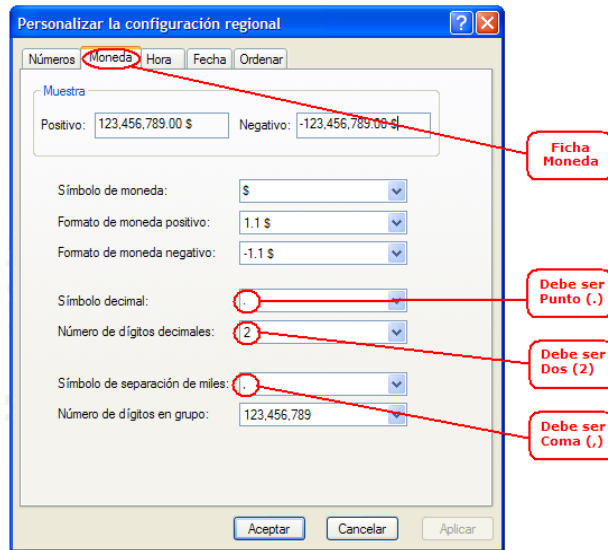 Personalizar la configuración regional
Números Moneda Hora Fecha Ordenar
Muestra
Positivo: 123,456,789.00 $ Negativo: -123,456,789.00 $
Ficha
Moneda
Símbolo de moneda: $
Formato de moneda positivo: 1.1 $
Formato de moneda negativo: -1.1 $
Símbolo decimal: .
Debe ser
Punto (.)
Número de dígitos decimales: 2
Debe ser
Dos (2)
Símbolo de separación de miles: ,
Número de dígitos en grupo: 123,456,789
Debe ser
Coma (,)
Aceptar Cancelar Aplicar